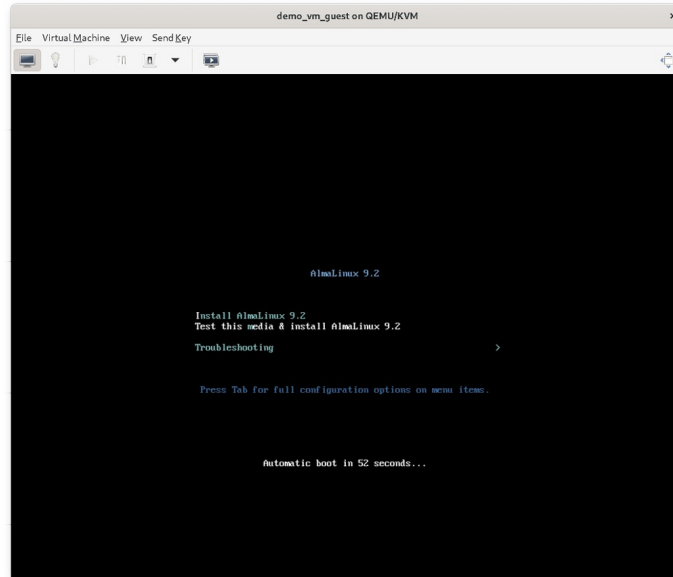 demo_vm_guest on QEMU/KVM
File Virtual Machine View Send Key
AlmaLinux 9.2
Install AlmaLinux 9.2
Test this media & install AlmaLinux 9.2
Troubleshooting >
Press Tab for full configuration options on menu items.
Automatic boot in 52 seconds...